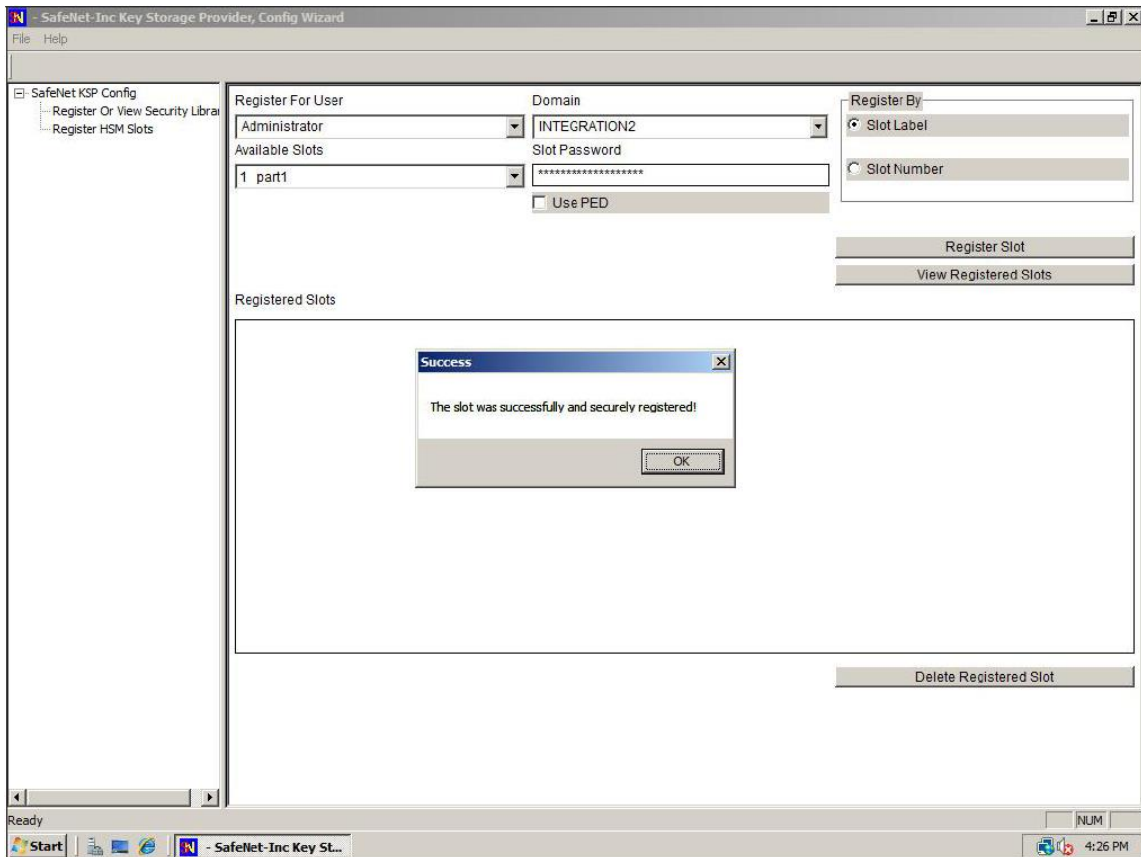 - SafeNet-Inc Key Storage Provider, Config Wizard
File Help
SafeNet KSP Config
Register Or View Security Librar
Register HSM Slots
Register For User
Domain
Register By
Administrator
INTEGRATION2
Slot Label
Available Slots
Slot Password
1 part1
*******************
Slot Number
Use PED
Register Slot
View Registered Slots
Registered Slots
Success
The slot was successfully and securely registered!
OK
Delete Registered Slot
Ready
NUM
Start
- SafeNet-Inc Key St...
4:26 PM